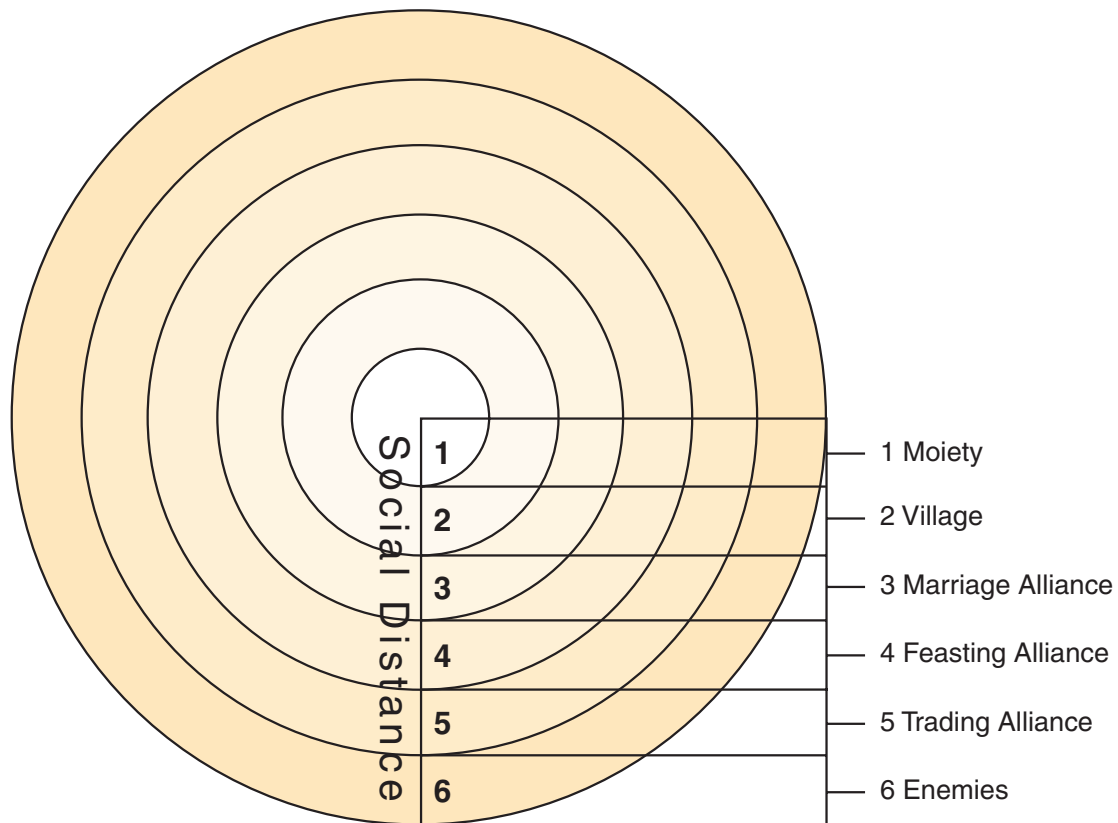 Social Distance
1
2
3
4
5
6
1 Moiety
2 Village
3 Marriage Alliance
4 Feasting Alliance
5 Trading Alliance
6 Enemies